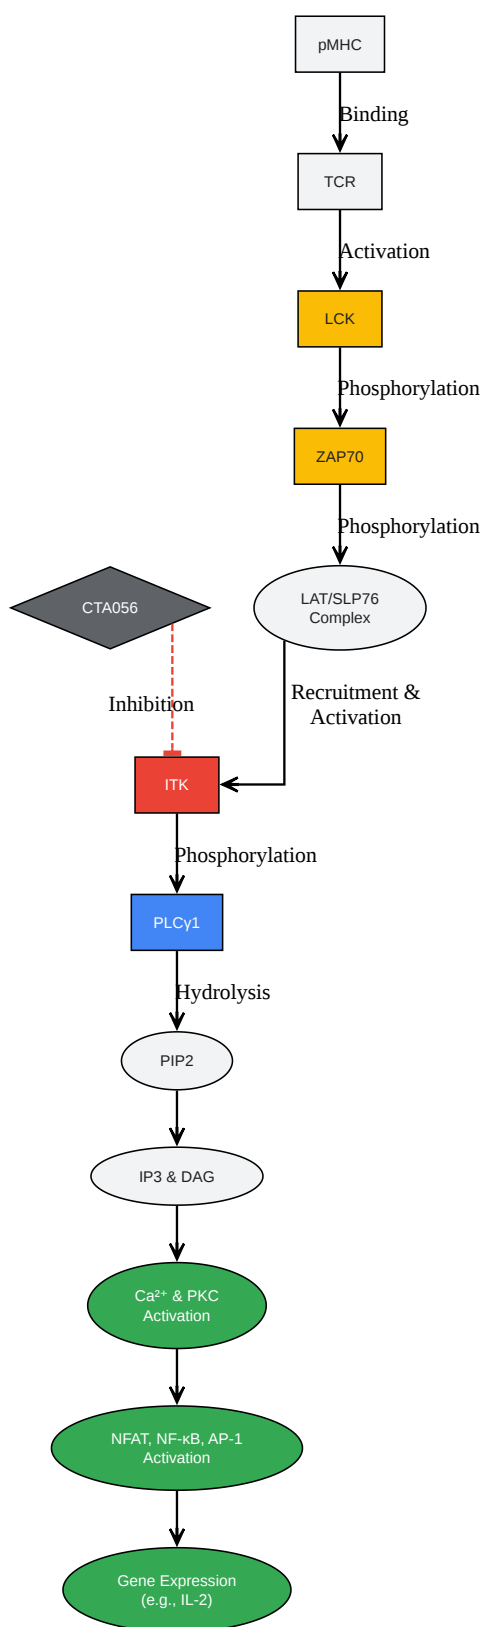 pMHC
Binding
TCR
Activation
LCK
Phosphorylation
ZAP70
Phosphorylation
CTA056
LAT/SLP76
Complex
Recruitment &
Activation
Inhibition
ITK
Phosphorylation
PLCγ1
Hydrolysis
PIP2
IP3 & DAG
Ca²⁺ & PKC
Activation
NFAT, NF-κB, AP-1
Activation
Gene Expression
(e.g., IL-2)